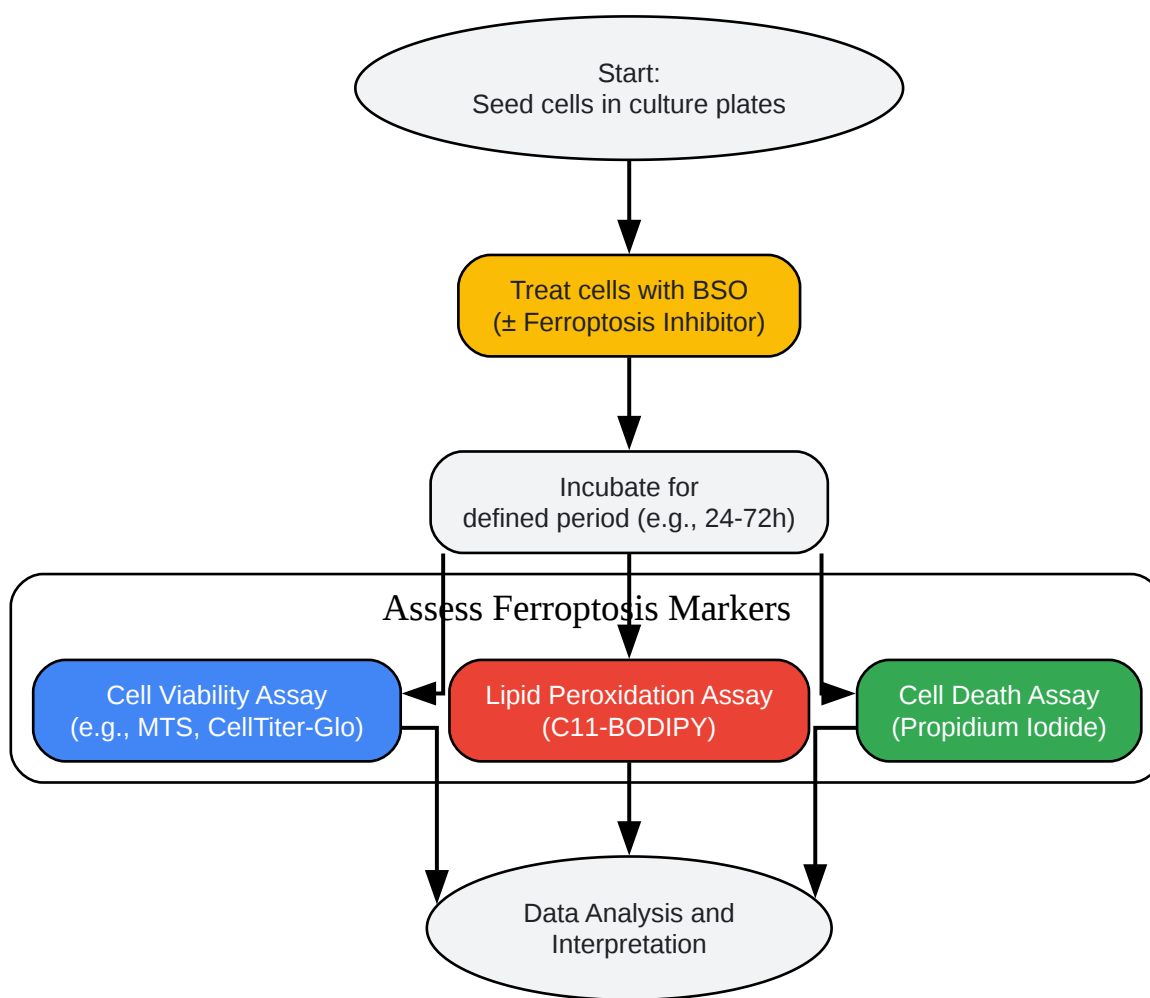 Start:
Seed cells in culture plates
Treat cells with BSO
(± Ferroptosis Inhibitor)
Incubate for
defined period (e.g., 24-72h)
Assess Ferroptosis Markers
Cell Viability Assay
(e.g., MTS, CellTiter-Glo)
Lipid Peroxidation Assay
(C11-BODIPY)
Cell Death Assay
(Propidium Iodide)
Data Analysis and
Interpretation